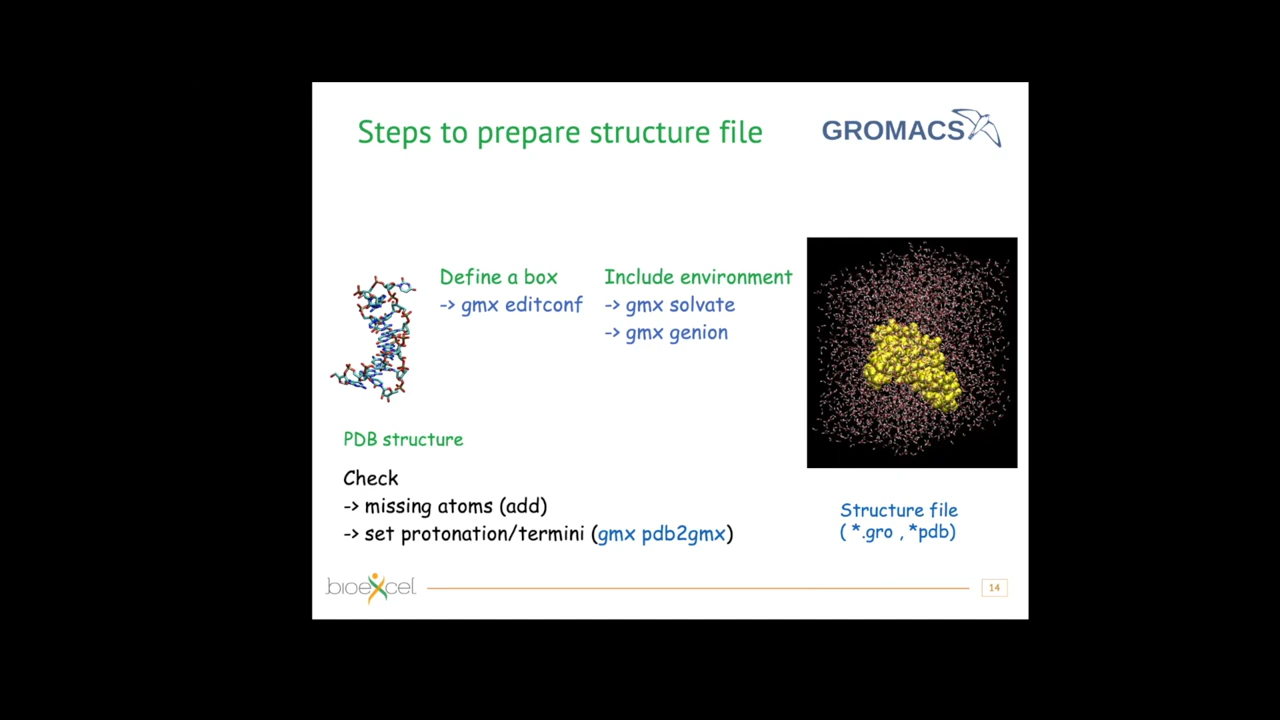 Steps to prepare structure file
GROMACS
Define a box
-> gmx editconf
Include environment
-> gmx solvate
-> gmx genion
PDB structure
Check
-> missing atoms (add)
-> set protonation/termini (gmx pdb2gmx)
Structure file
( *.gro , *pdb)
bioexcel
14